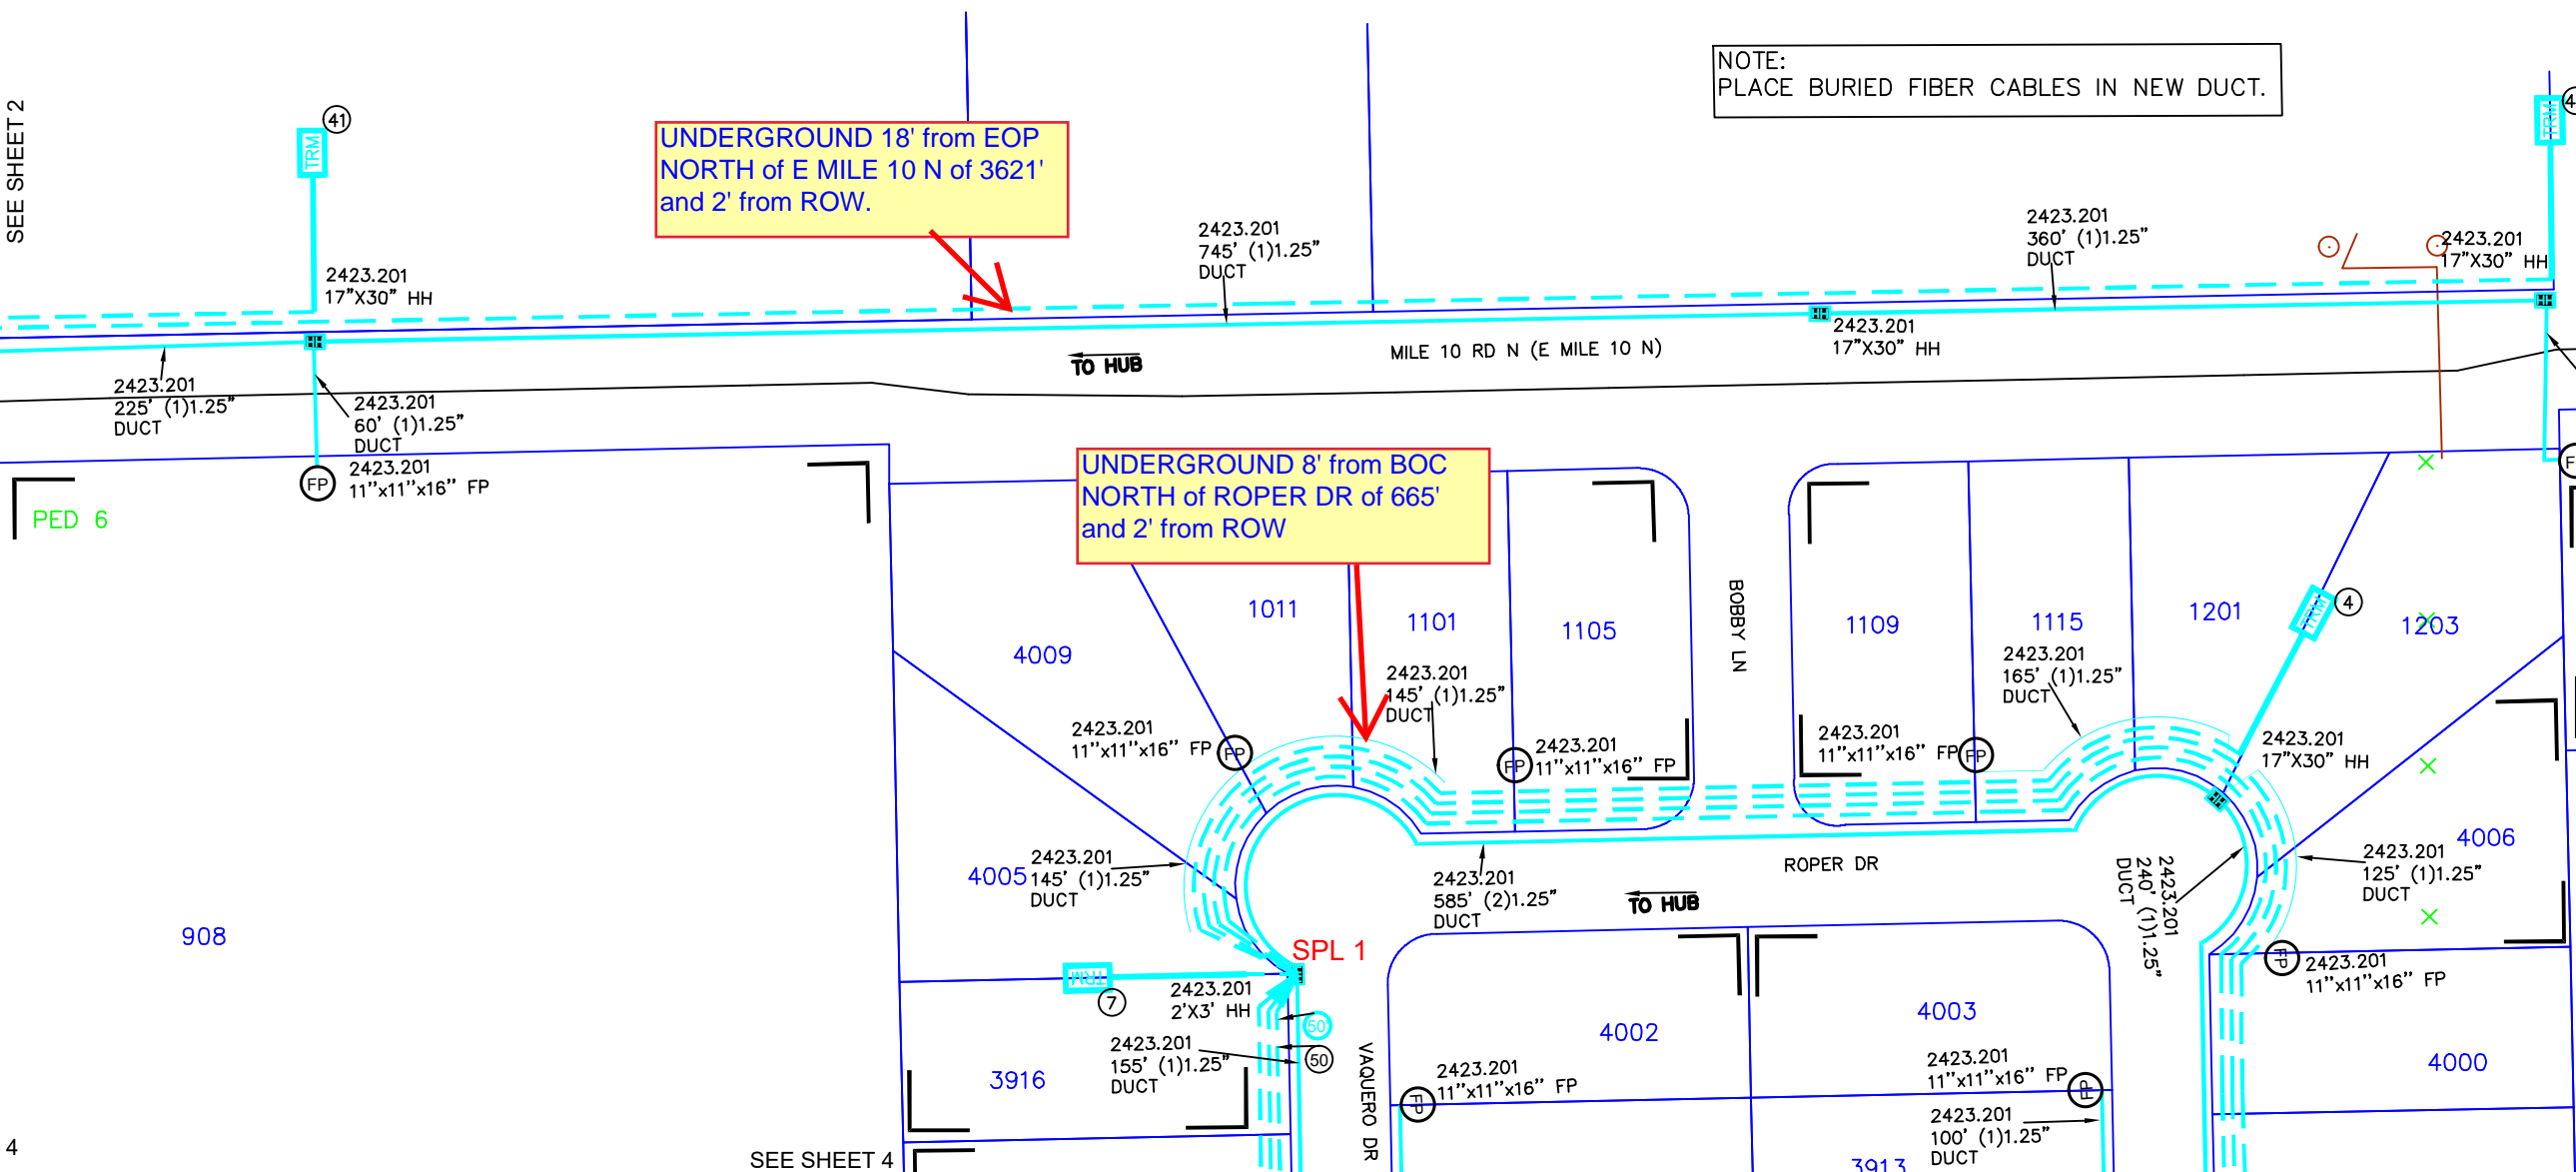 SEE SHEET 2
41
TRM
UNDERGROUND 18' from EOP
NORTH of E MILE 10 N of 3621'
and 2' from ROW.
NOTE:
PLACE BURIED FIBER CABLES IN NEW DUCT.
TRM
2423.201
17"X30" HH
2423.201
745' (1)1.25"
DUCT
2423.201
360' (1)1.25"
DUCT
2423.201
17"X30" HH
TO HUB
MILE 10 RD N (E MILE 10 N)
2423.201
17"X30" HH
2423.201
225' (1)1.25"
DUCT
2423.201
60' (1)1.25"
DUCT
FP
2423.201
11"x11"x16" FP
PED 6
UNDERGROUND 8' from BOC
NORTH of ROPER DR of 665'
and 2' from ROW
4009
1011
1101
1105
BOBBY LN
1109
1115
1201
TRM
4
1203
2423.201
145' (1)1.25"
DUCT
2423.201
165' (1)1.25"
DUCT
2423.201
11"x11"x16" FP
FP
FP
2423.201
11"x11"x16" FP
2423.201
11"x11"x16" FP
FP
2423.201
17"X30" HH
4005
2423.201
145' (1)1.25"
DUCT
2423.201
585' (2)1.25"
DUCT
ROPER DR
TO HUB
2423.201
240' (1)1.25"
DUCT
2423.201
125' (1)1.25"
DUCT
4006
908
SPL 1
TRM
7
2423.201
2'X3' HH
50'
50
2423.201
155' (1)1.25"
DUCT
3916
VAQUERO DR
4002
4003
FP
2423.201
11"x11"x16" FP
4000
FP
2423.201
11"x11"x16" FP
2423.201
11"x11"x16" FP
FP
2423.201
100' (1)1.25"
DUCT
3913
4
SEE SHEET 4